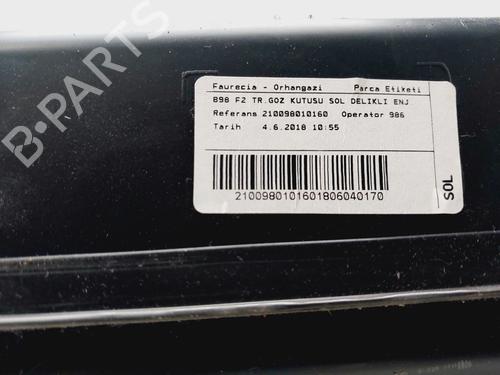 Faurecia - Orhangazi Parca Etiketi
B98 F2 TR.GOZ KUTUSU SOL DELIKLI ENJ
Referans 210098010160 Operator 986
Tarih 4.6.2018 10:55
2100980101601806040170
SOL
B-PARTS